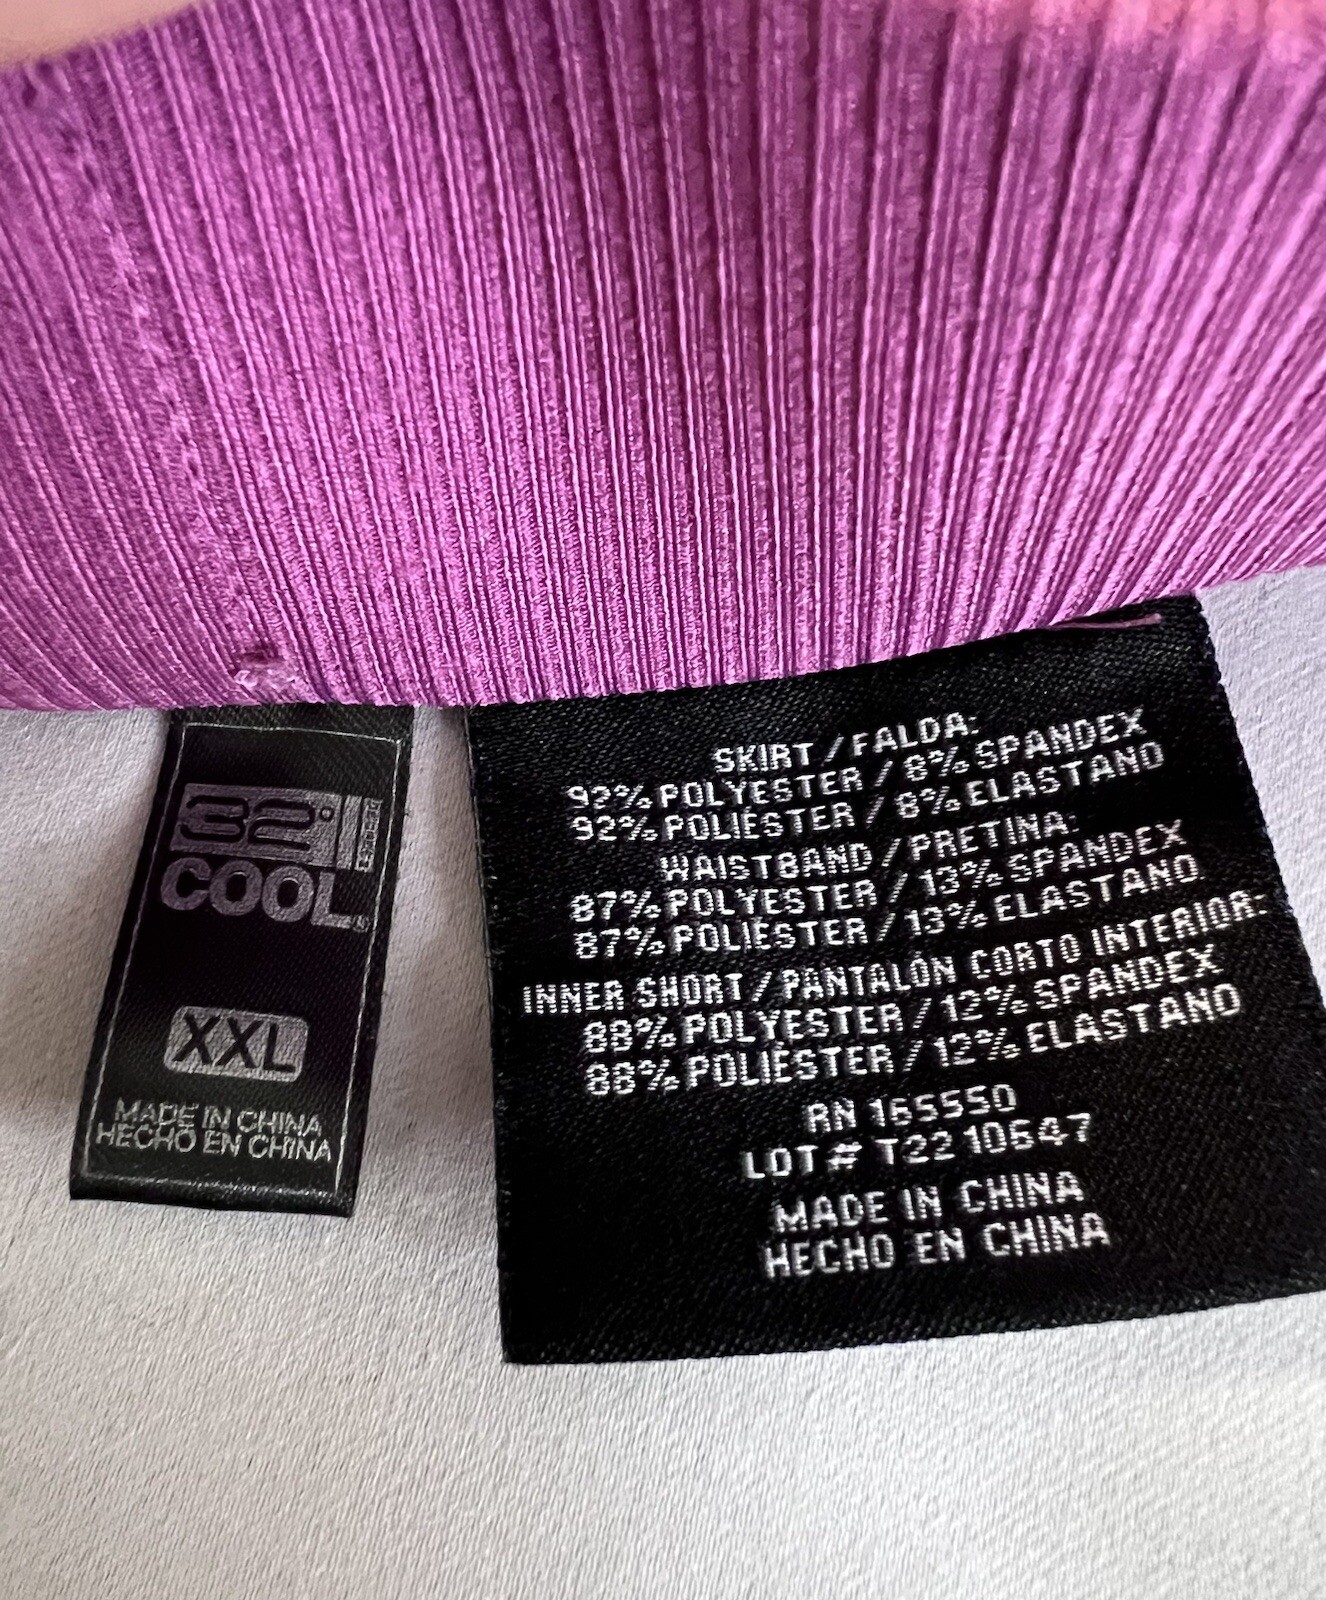 32°
COOL
XXL
MADE IN CHINA
HECHO EN CHINA
SKIRT / FALDA:
92% POLYESTER / 8% SPANDEX
92% POLIÉSTER / 8% ELASTANO
WAISTBAND / PRETINA:
87% POLYESTER / 13% SPANDEX
87% POLIÉSTER / 13% ELASTANO
INNER SHORT / PANTALÓN CORTO INTERIOR:
88% POLYESTER / 12% SPANDEX
88% POLIÉSTER / 12% ELASTANO
RN 165550
LOT # T22 10647
MADE IN CHINA
HECHO EN CHINA